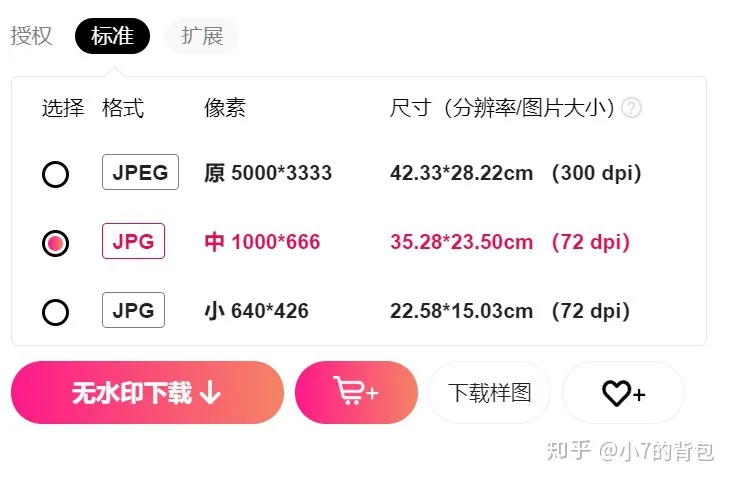 授权 标准 扩展
选择 格式 像素 尺寸（分辨率/图片大小）?
JPEG 原 5000*3333 42.33*28.22cm （300 dpi）
JPG 中 1000*666 35.28*23.50cm （72 dpi）
JPG 小 640*426 22.58*15.03cm （72 dpi）
无水印下载 + 下载样图 +
知乎 @小7的背包